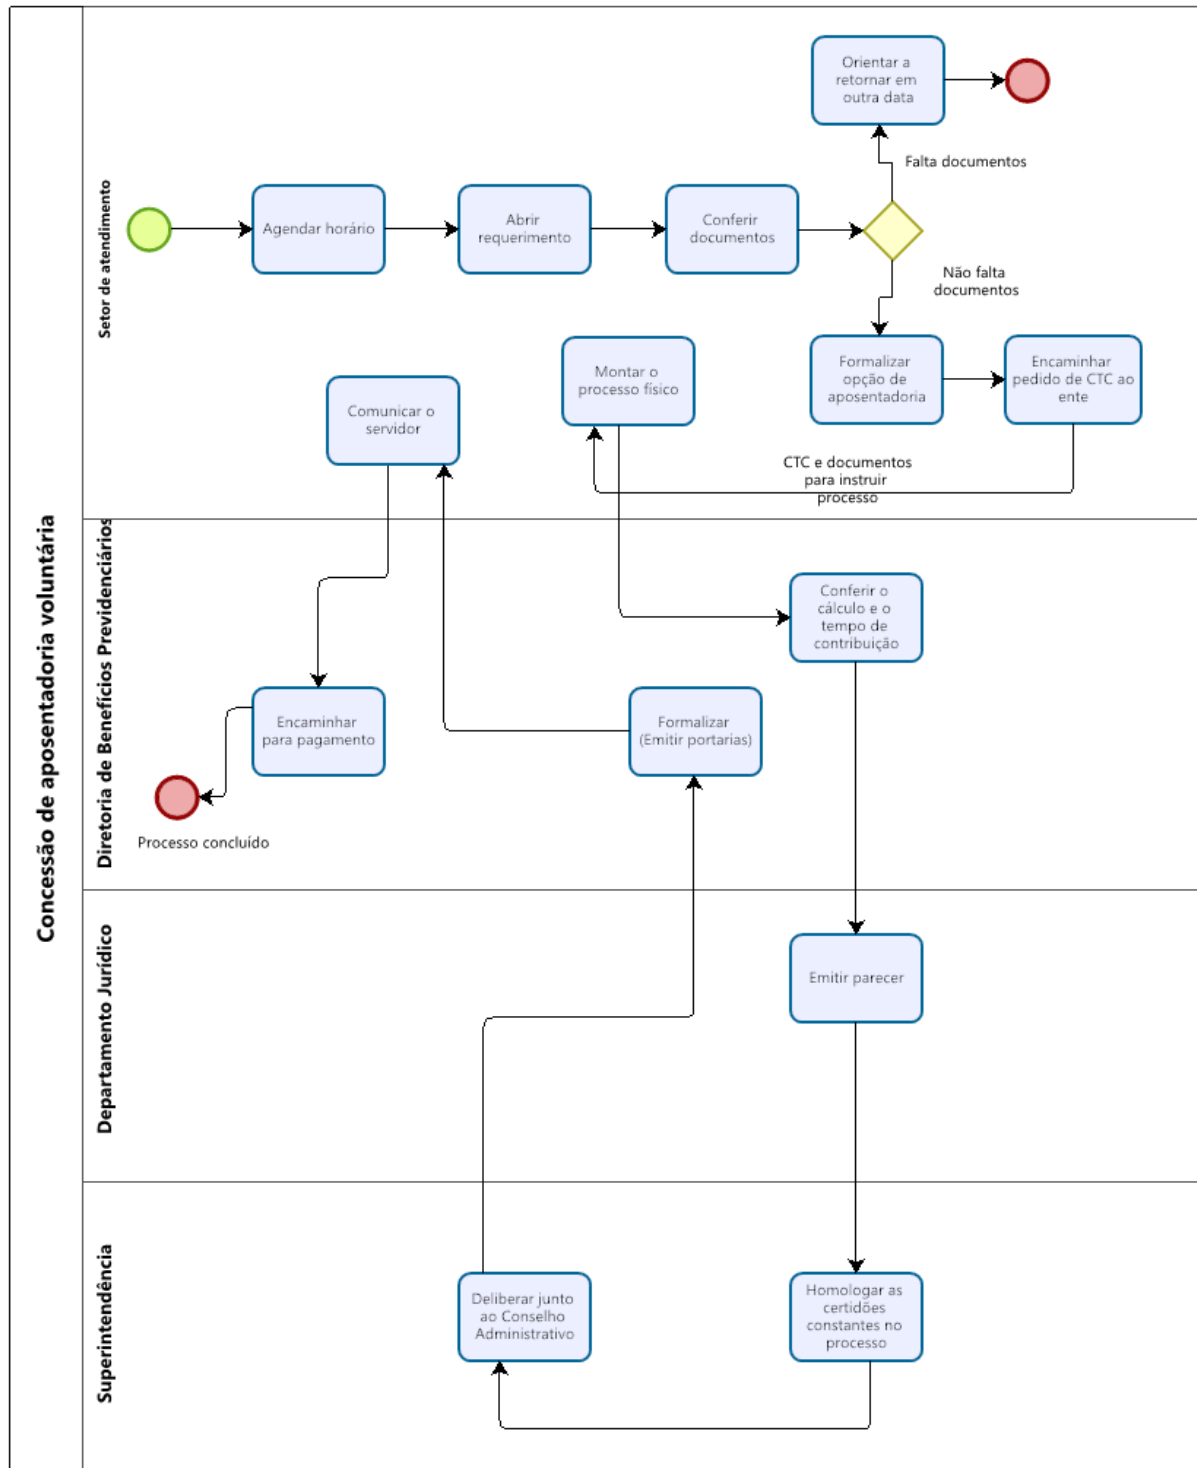 Concessão de aposentadoria voluntária
Setor de atendimento
Orientar a
retornar em
outra data
Falta documentos
Agendar horário
Abrir
requerimento
Conferir
documentos
Não falta
documentos
Formalizar
opção de
aposentadoria
Encaminhar
pedido de CTC ao
ente
Montar o
processo físico
Comunicar o
servidor
CTC e documentos
para instruir
processo
Diretoria de Benefícios Previdenciários
Conferir o
cálculo e o
tempo de
contribuição
Encaminhar
para pagamento
Formalizar
(Emitir portarias)
Processo concluído
Departamento Jurídico
Emitir parecer
Superintendência
Deliberar junto
ao Conselho
Administrativo
Homologar as
certidões
constantes no
processo